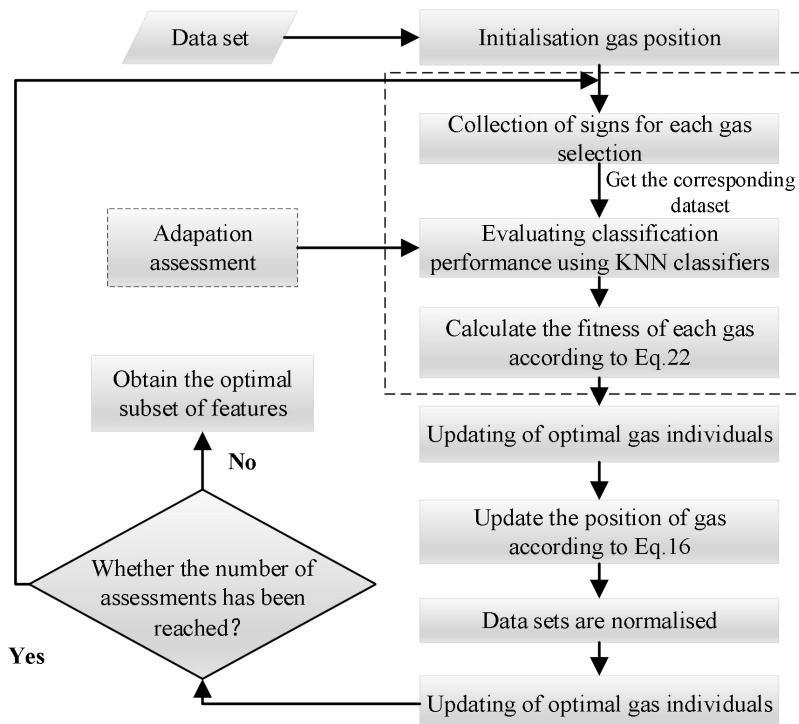 Data set
Initialisation gas position
Collection of signs for each gas
selection
Get the corresponding
dataset
Adapation
assessment
Evaluating classification
performance using KNN classifiers
Calculate the fitness of each gas
according to Eq.22
Obtain the optimal
subset of features
Updating of optimal gas individuals
No
Update the position of gas
according to Eq.16
Whether the number of
assessments has been
reached?
Data sets are normalised
Yes
Updating of optimal gas individuals